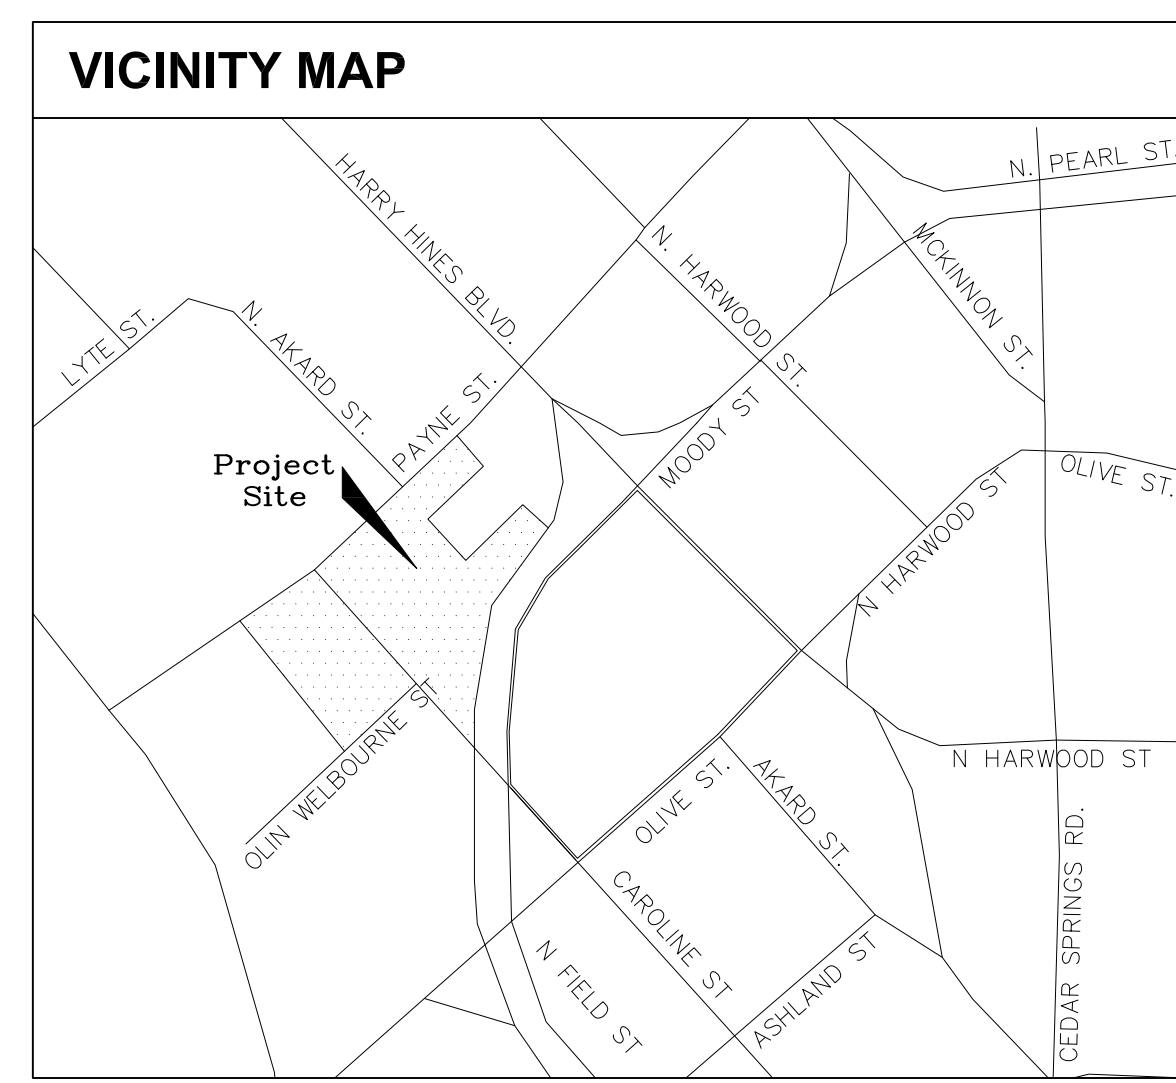 VICINITY MAP
N. PEARL ST.
HARRY HINES BLVD.
N. HARWOOD ST.
MCKINNON ST.
LYTE ST.
N. AKARD ST.
PAYNE ST.
MOODY ST
Project
Site
OLIVE ST.
N HARWOOD ST
OLIN WELBOURNE ST
N HARWOOD ST
OLIVE ST.
AKARD ST.
CAROLINE ST
CEDAR SPRINGS RD.
N FIELD ST
ASHLAND ST